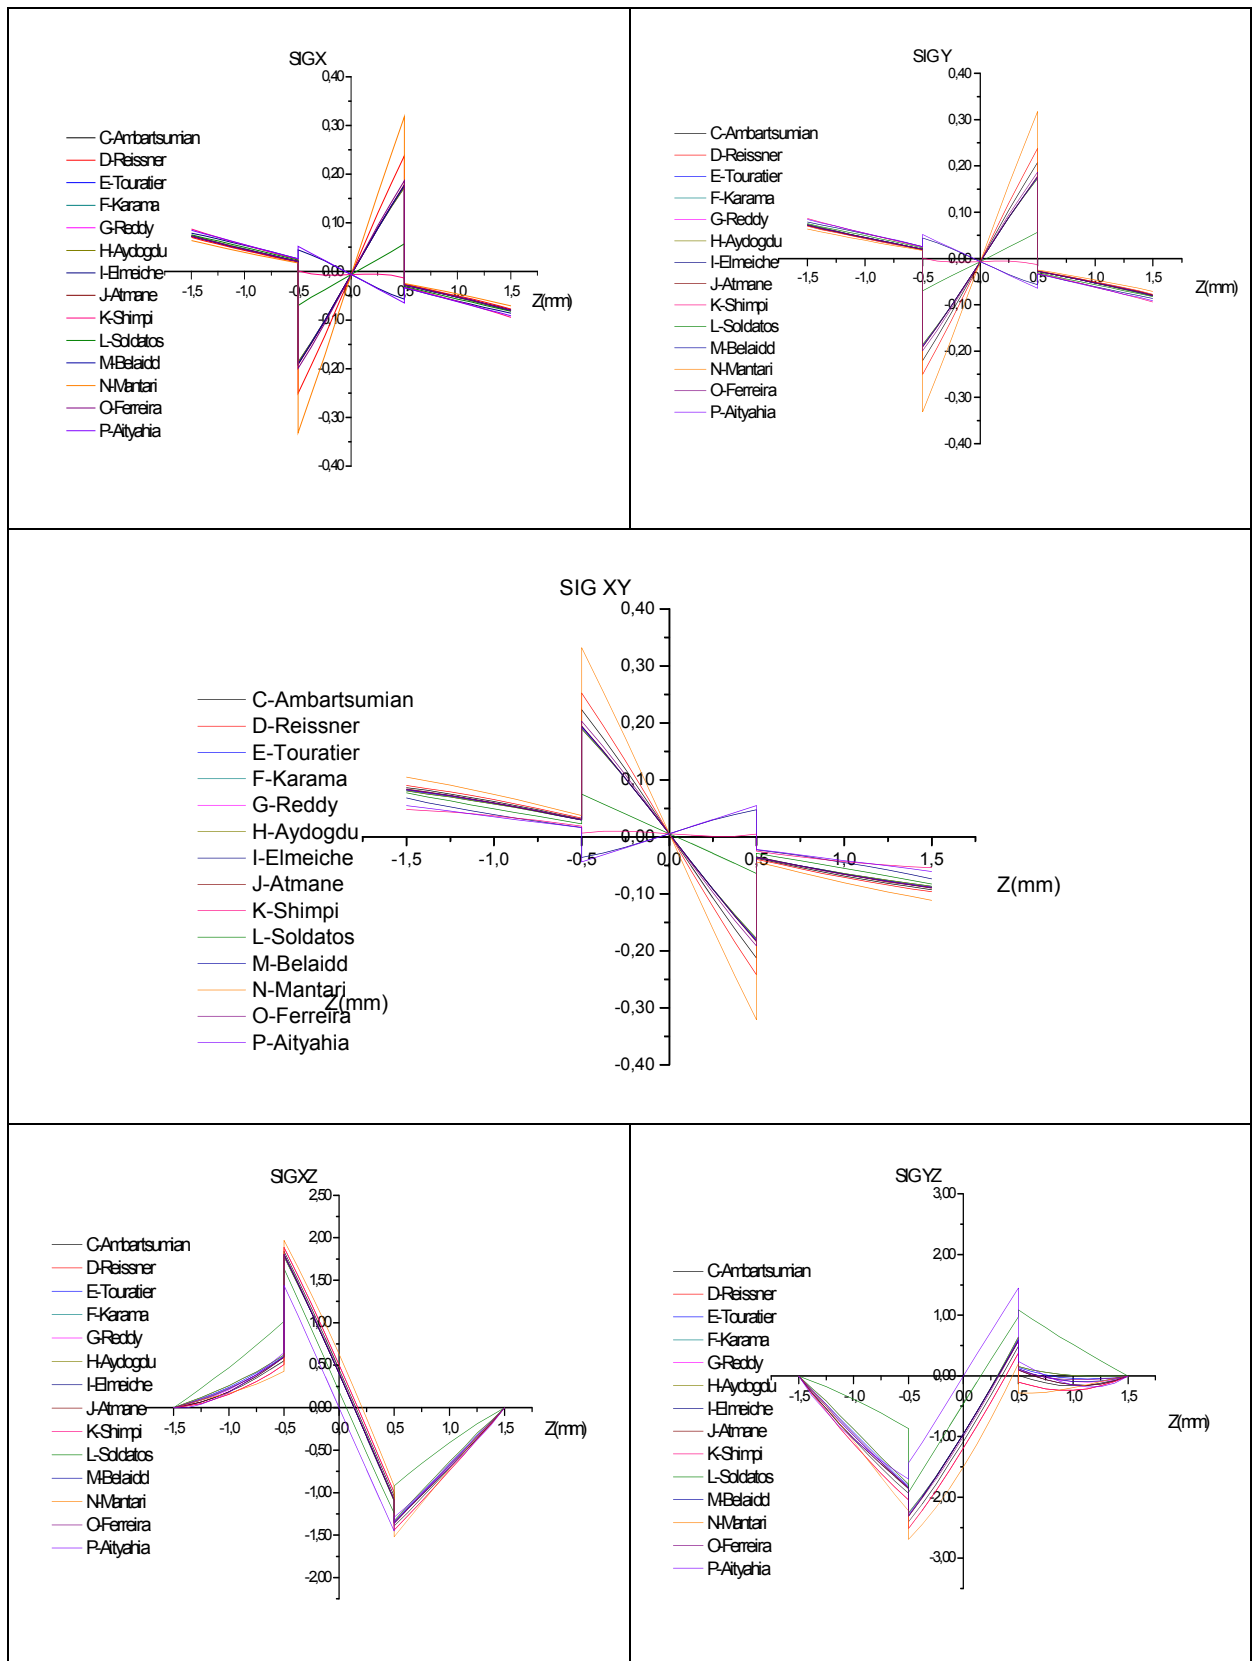 SIGX
0,40
0,30
0,20
0,10
0,00
-0,10
-0,20
-0,30
-0,40
-1,5 -1,0 -0,5 0,0 0,5 1,0 1,5
Z(mm)
C-Ambartsumian
D-Reissner
E-Touratier
F-Karama
G-Reddy
H-Aydogdu
I-Elmeiche
J-Atmane
K-Shimpi
L-Soldatos
M-Belaidd
N-Mantari
O-Ferreira
P-Aityahia
SIGY
0,40
0,30
0,20
0,10
0,00
-0,10
-0,20
-0,30
-0,40
-1,5 -1,0 -0,5 0,0 0,5 1,0 1,5
Z(mm)
C-Ambartsumian
D-Reissner
E-Touratier
F-Karama
G-Reddy
H-Aydogdu
I-Elmeiche
J-Atmane
K-Shimpi
L-Soldatos
M-Belaidd
N-Mantari
O-Ferreira
P-Aityahia
SIG XY
0,40
0,30
0,20
0,10
0,00
-0,10
-0,20
-0,30
-0,40
-1,5 -1,0 -0,5 0,0 0,5 1,0 1,5
Z(mm)
C-Ambartsumian
D-Reissner
E-Touratier
F-Karama
G-Reddy
H-Aydogdu
I-Elmeiche
J-Atmane
K-Shimpi
L-Soldatos
M-Belaidd
N-Mantari
Z(mm)
O-Ferreira
P-Aityahia
SIGXZ
2,50
2,00
1,50
1,00
0,50
0,00
-0,50
-1,00
-1,50
-2,00
-1,5 -1,0 -0,5 0,0 0,5 1,0 1,5
Z(mm)
C-Ambartsumian
D-Reissner
E-Touratier
F-Karama
G-Reddy
H-Aydogdu
I-Elmeiche
J-Atmane
K-Shimpi
L-Soldatos
M-Belaidd
N-Mantari
O-Ferreira
P-Aityahia
SIGYZ
3,00
2,00
1,00
0,00
-1,00
-2,00
-3,00
-1,5 -1,0 -0,5 0,0 0,5 1,0 1,5
Z(mm)
C-Ambartsumian
D-Reissner
E-Touratier
F-Karama
G-Reddy
H-Aydogdu
I-Elmeiche
J-Atmane
K-Shimpi
L-Soldatos
M-Belaidd
N-Mantari
O-Ferreira
P-Aityahia